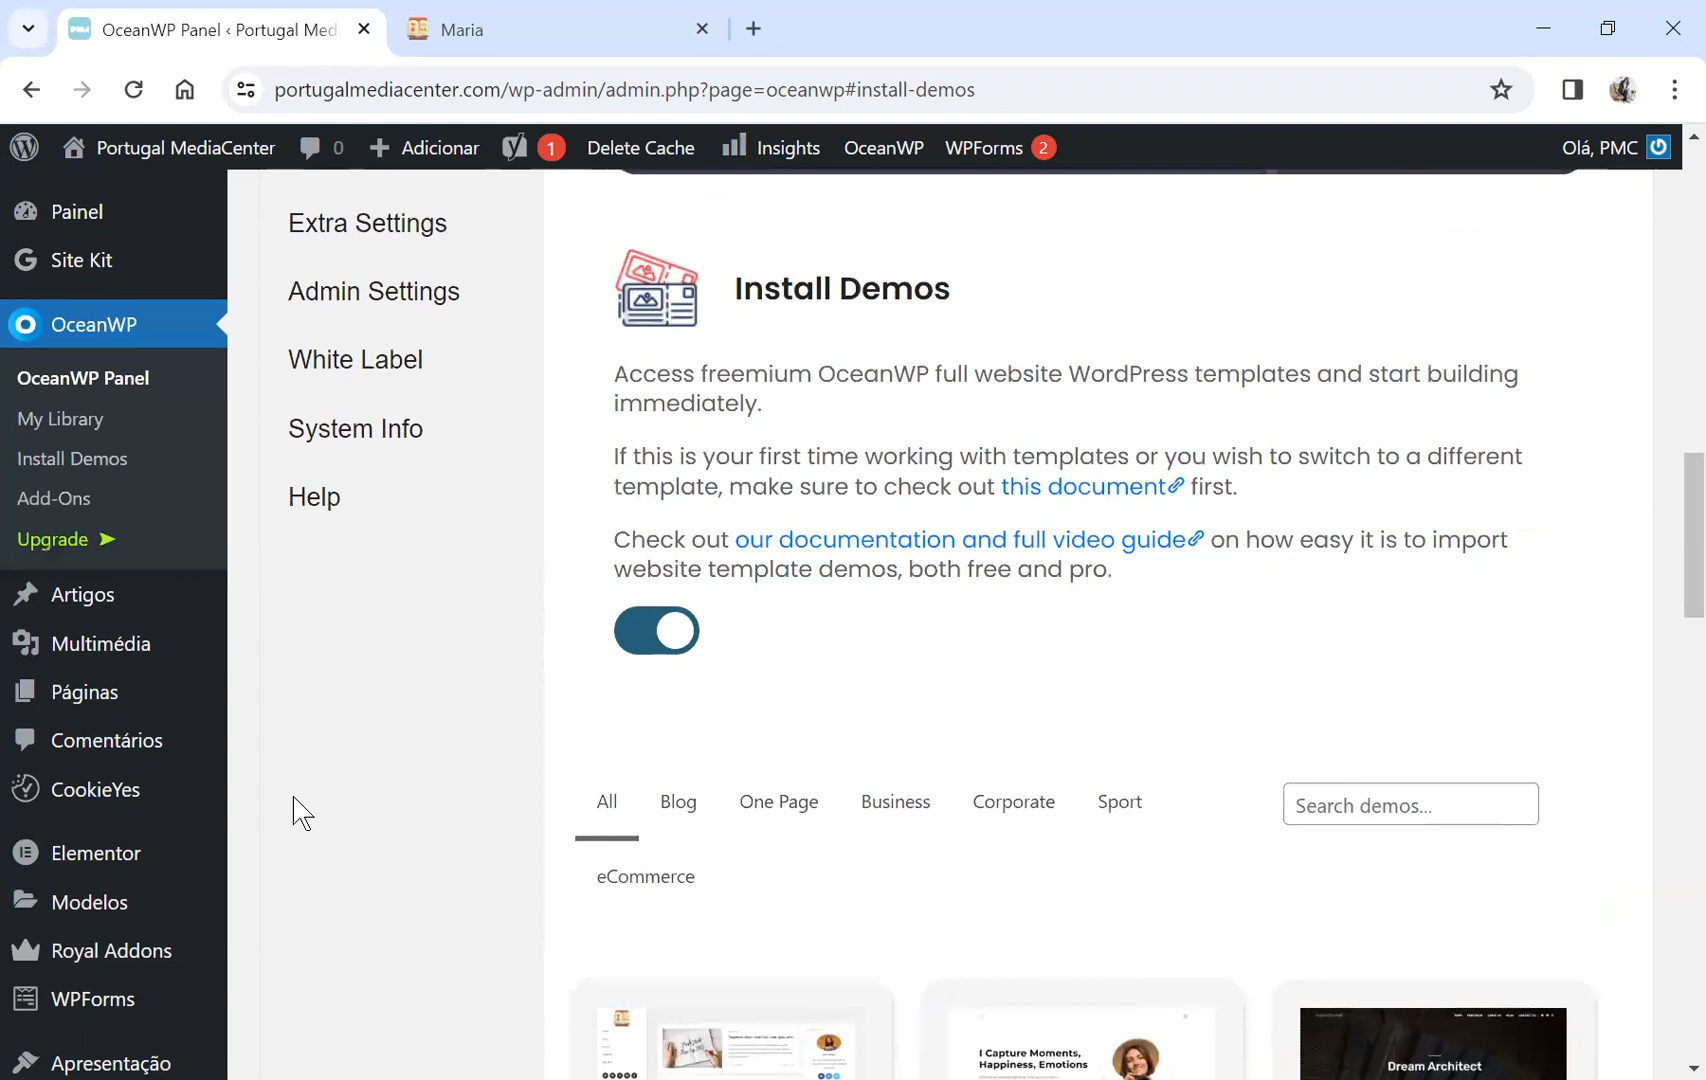 OceanWP Panel ‹ Portugal Med
Maria
portugalmediacenter.com/wp-admin/admin.php?page=oceanwp#install-demos
Portugal MediaCenter
0
Adicionar
1
Delete Cache
Insights
OceanWP
WPForms
2
Olá, PMC
Painel
Site Kit
OceanWP
OceanWP Panel
My Library
Install Demos
Add-Ons
Upgrade ➤
Artigos
Multimédia
Páginas
Comentários
CookieYes
Elementor
Modelos
Royal Addons
WPForms
Apresentação
Extra Settings
Admin Settings
White Label
System Info
Help
Install Demos
Access freemium OceanWP full website WordPress templates and start building
immediately.
If this is your first time working with templates or you wish to switch to a different
template, make sure to check out this document first.
Check out our documentation and full video guide on how easy it is to import
website template demos, both free and pro.
All
Blog
One Page
Business
Corporate
Sport
Search demos...
eCommerce
I Capture Moments,
Happiness, Emotions
Dream Architect